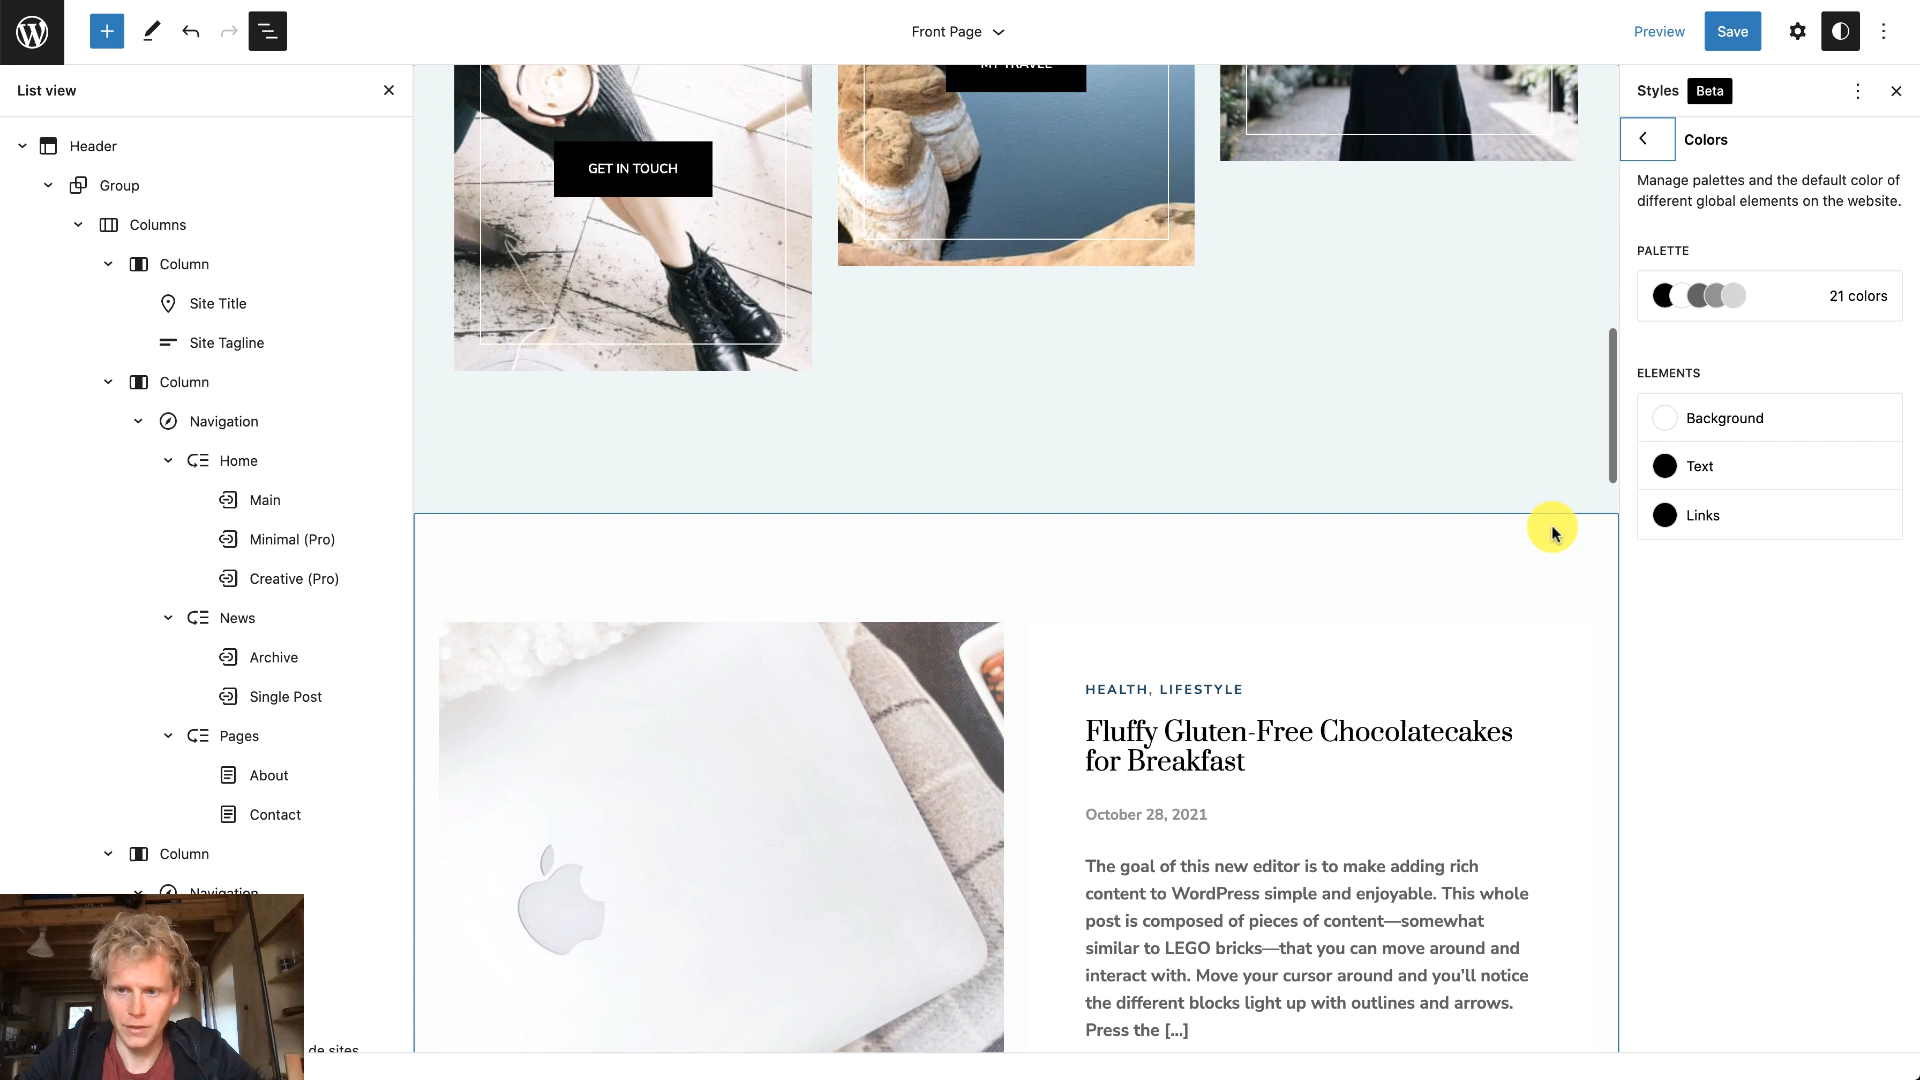 Front Page
Preview
Save
List view
Header
Group
Columns
Column
Site Title
Site Tagline
Column
Navigation
Home
Main
Minimal (Pro)
Creative (Pro)
News
Archive
Single Post
Pages
About
Contact
Column
Navigation
de sites
GET IN TOUCH
MY TRAVEL
HEALTH, LIFESTYLE
Fluffy Gluten-Free Chocolatecakes
for Breakfast
October 28, 2021
The goal of this new editor is to make adding rich
content to WordPress simple and enjoyable. This whole
post is composed of pieces of content—somewhat
similar to LEGO bricks—that you can move around and
interact with. Move your cursor around and you’ll notice
the different blocks light up with outlines and arrows.
Press the [...]
Styles Beta
Colors
Manage palettes and the default color of
different global elements on the website.
PALETTE
21 colors
ELEMENTS
Background
Text
Links